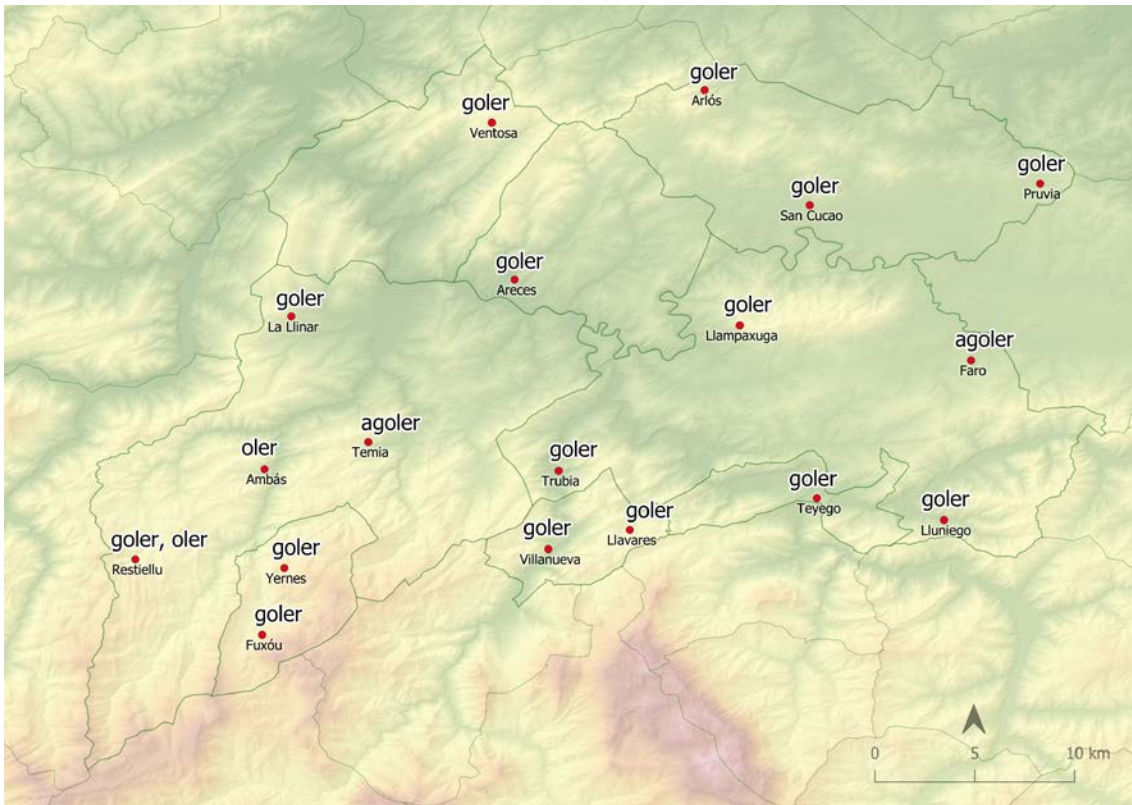 goler
Arlós
goler
Ventosa
goler
Pruvia
goler
San Cucao
goler
Areces
goler
La Llinar
goler
Llampaxuga
agoler
Faro
agoler
Temia
oler
Ambás
goler
Trubia
goler
Teyego
goler
Lluniego
goler
Llavares
goler
Villanueva
goler, oler
Restiellu
goler
Yernes
goler
Fuxóu
0 5 10 km